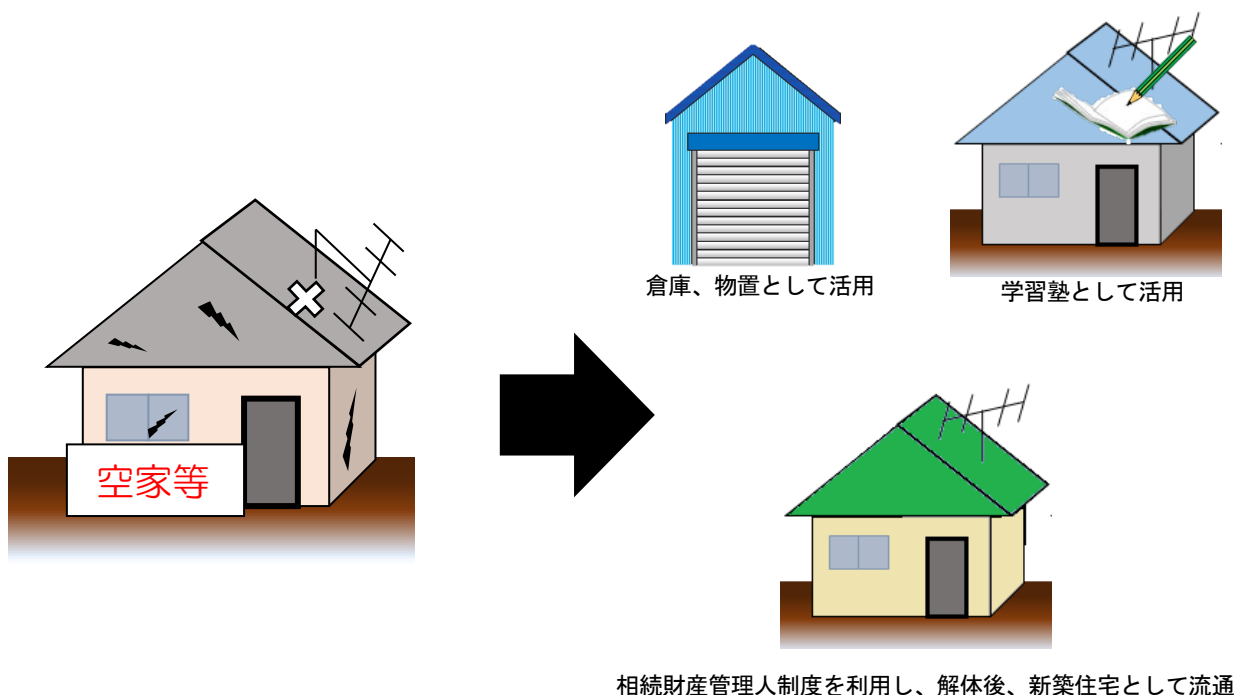 倉庫、物置として活用
学習塾として活用
空家等
相続財産管理人制度を利用し、解体後、新築住宅として流通